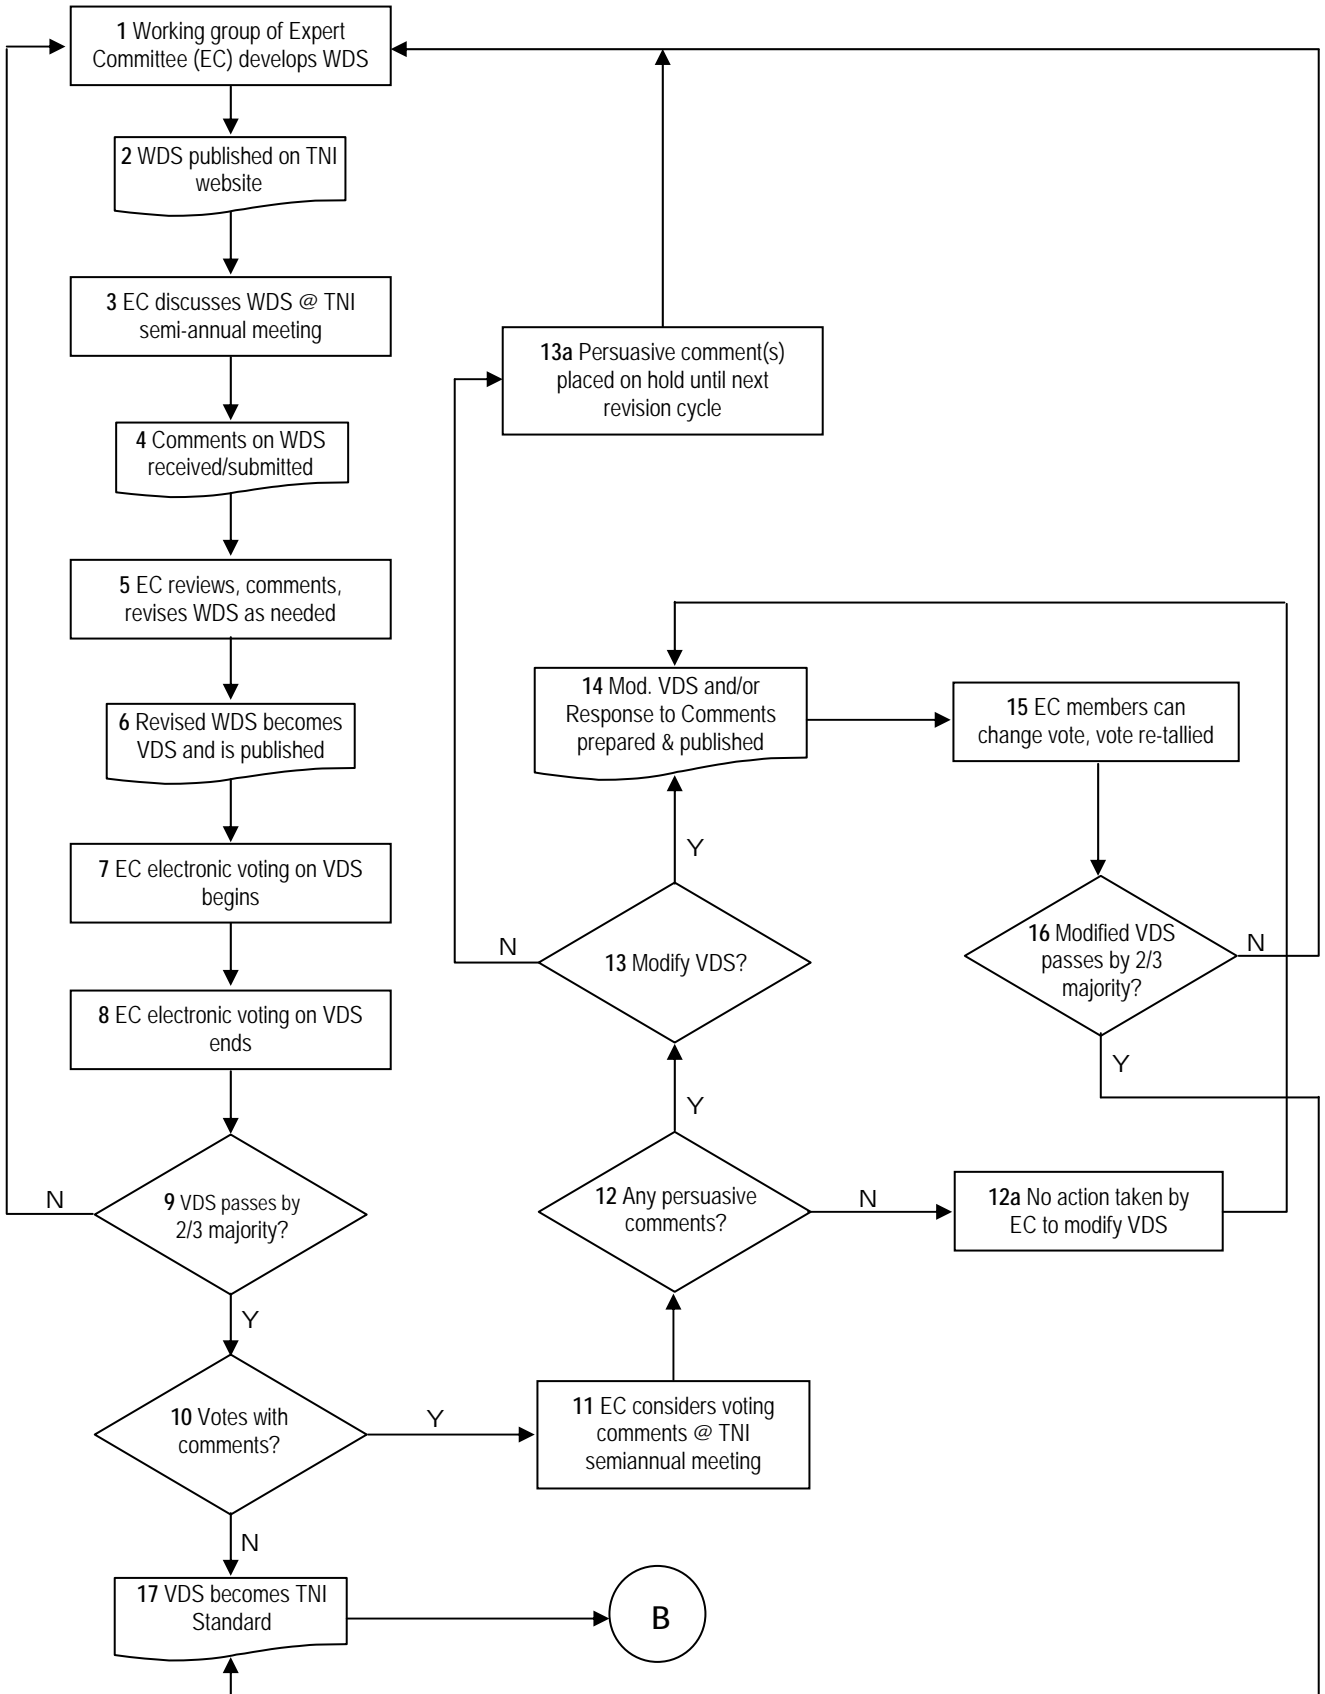 1 Working group of Expert
Committee (EC) develops WDS
2 WDS published on TNI
website
3 EC discusses WDS @ TNI
semi-annual meeting
4 Comments on WDS
received/submitted
5 EC reviews, comments,
revises WDS as needed
6 Revised WDS becomes
VDS and is published
7 EC electronic voting on VDS
begins
8 EC electronic voting on VDS
ends
9 VDS passes by
2/3 majority?
N
Y
10 Votes with
comments?
Y
N
11 EC considers voting
comments @ TNI
semiannual meeting
12 Any persuasive
comments?
Y
N
12a No action taken by
EC to modify VDS
13 Modify VDS?
N
Y
13a Persuasive comment(s)
placed on hold until next
revision cycle
14 Mod. VDS and/or
Response to Comments
prepared & published
15 EC members can
change vote, vote re-tallied
16 Modified VDS
passes by 2/3
majority?
N
Y
17 VDS becomes TNI
Standard
B